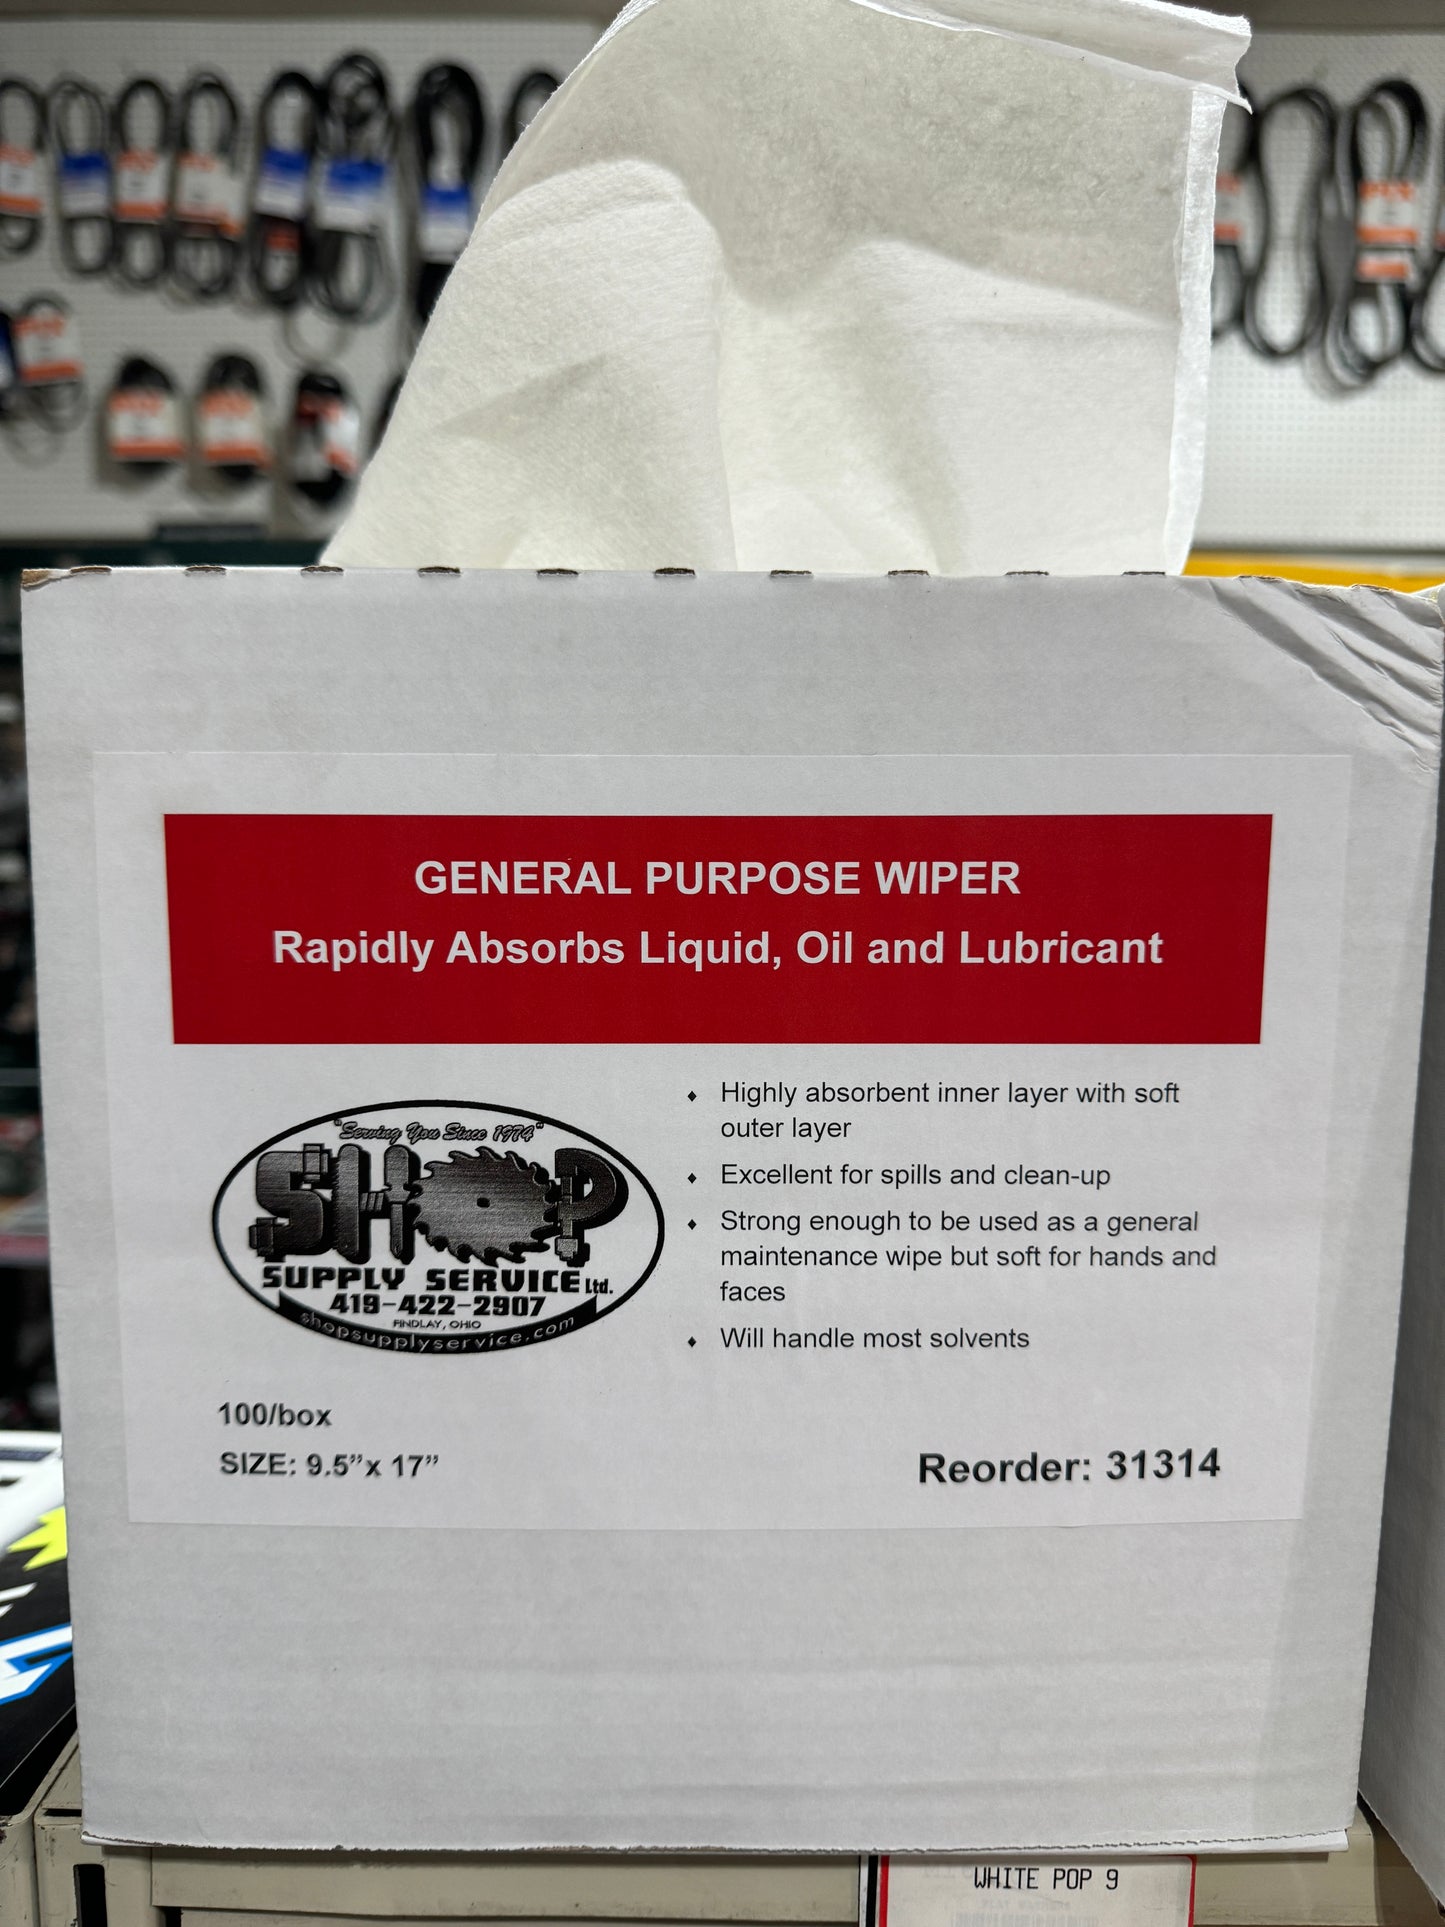 GENERAL PURPOSE WIPER
Rapidly Absorbs Liquid, Oil and Lubricant
"Serving You Since 1974"
SHOP
SUPPLY SERVICE Ltd.
419-422-2907
FINDLAY, OHIO
shopsupplyservice.com
♦ Highly absorbent inner layer with soft
outer layer
♦ Excellent for spills and clean-up
♦ Strong enough to be used as a general
maintenance wipe but soft for hands and
faces
♦ Will handle most solvents
100/box
SIZE: 9.5”x 17”
Reorder: 31314
WHITE POP 9